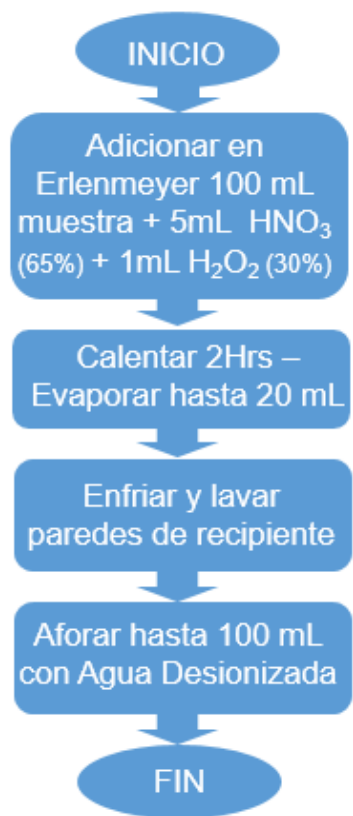 INICIO
Adicionar en
Erlenmeyer 100 mL
muestra + 5mL HNO₃
(65%) + 1mL H₂O₂ (30%)
Calentar 2Hrs –
Evaporar hasta 20 mL
Enfriar y lavar
paredes de recipiente
Aforar hasta 100 mL
con Agua Desionizada
FIN